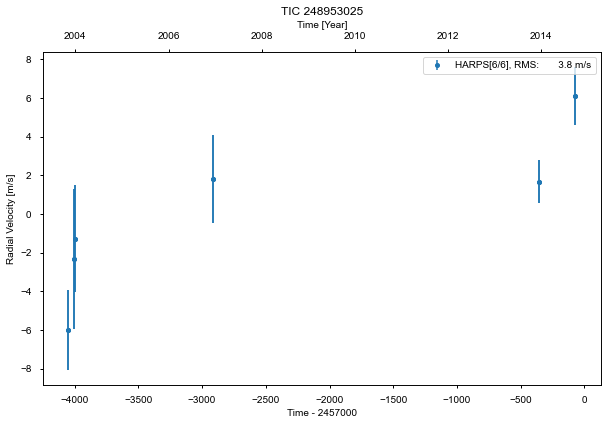 TIC 248953025
Time [Year]
2004 2006 2007 2008 2010 2012 2014
HARPS[6/6], RMS: 3.8 m/s
Radial Velocity [m/s]
8
6
4
2
0
−2
−4
−6
−8
−4000 −3500 −3000 −2500 −2000 −1500 −1000 −500 0
Time - 2457000